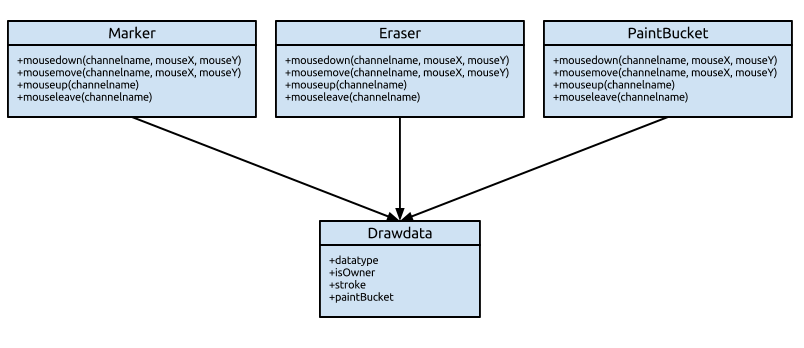 Marker
+mousedown(channelname, mouseX, mouseY)
+mousemove(channelname, mouseX, mouseY)
+mouseup(channelname)
+mouseleave(channelname)
Eraser
+mousedown(channelname, mouseX, mouseY)
+mousemove(channelname, mouseX, mouseY)
+mouseup(channelname)
+mouseleave(channelname)
PaintBucket
+mousedown(channelname, mouseX, mouseY)
+mousemove(channelname, mouseX, mouseY)
+mouseup(channelname)
+mouseleave(channelname)
Drawdata
+datatype
+isOwner
+stroke
+paintBucket